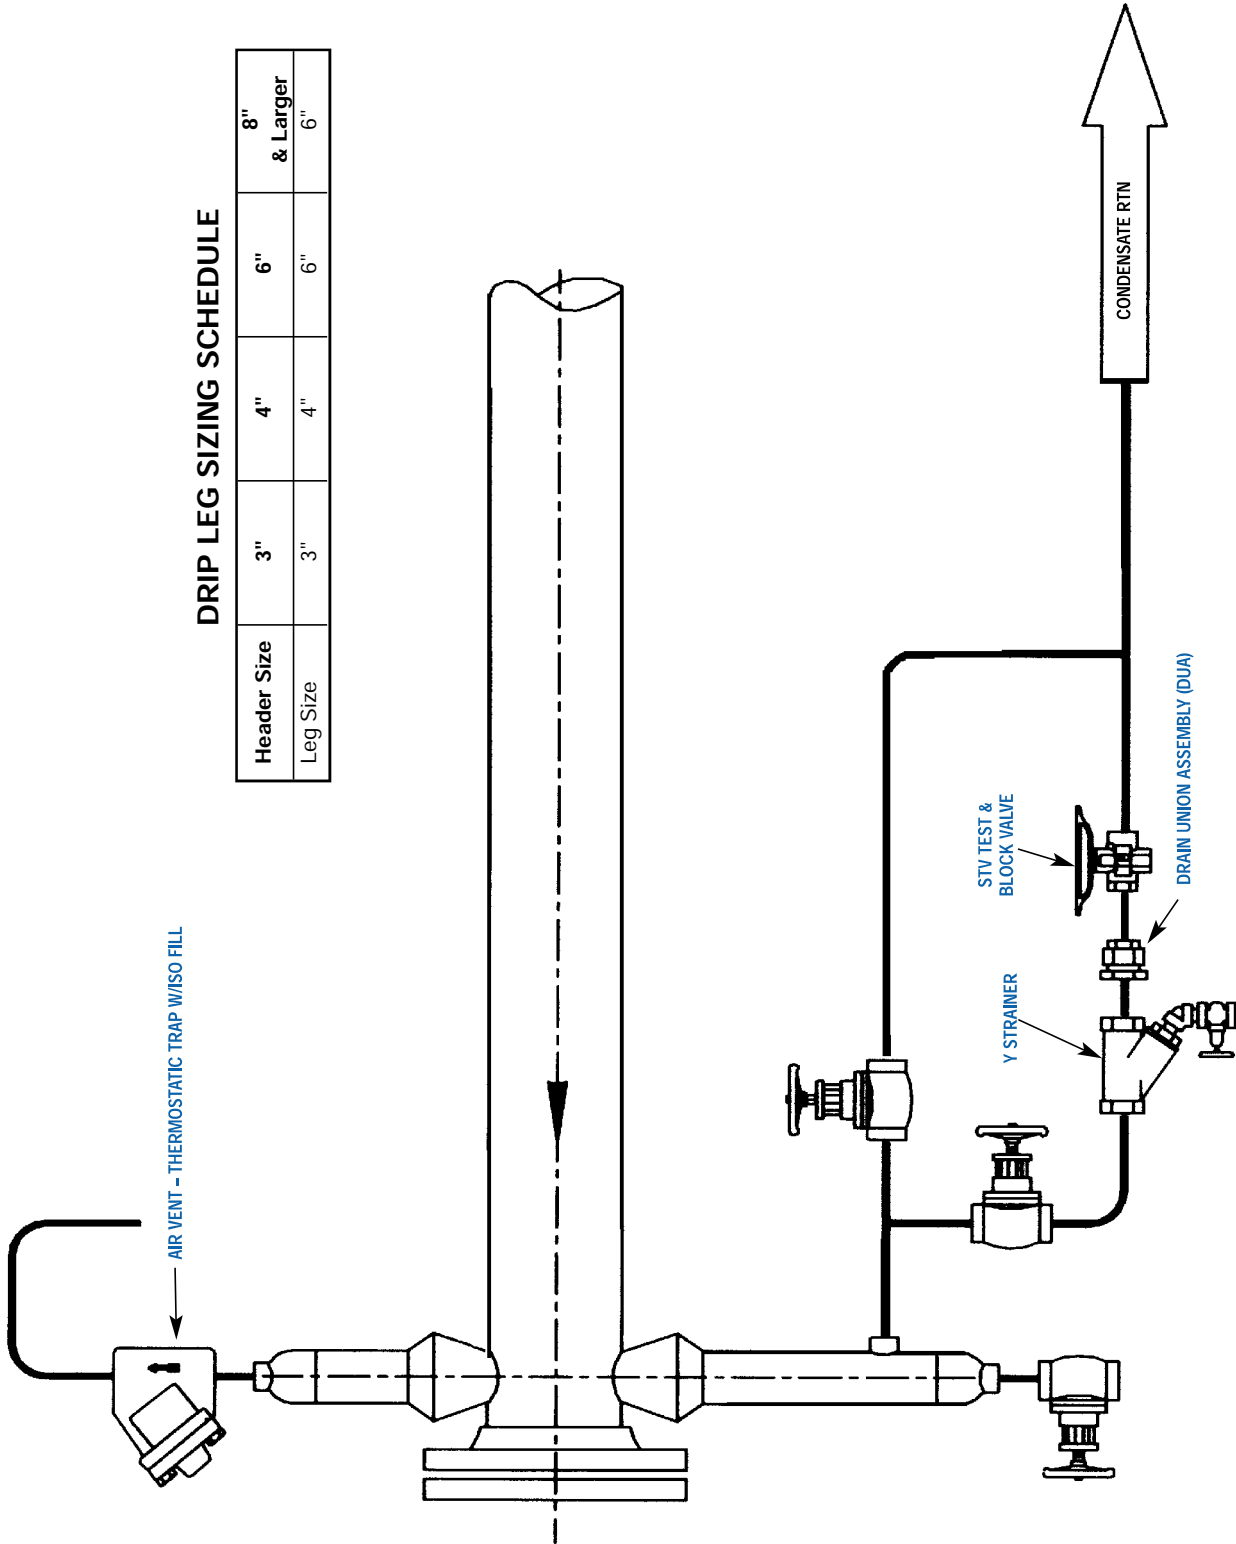 DRIP LEG SIZING SCHEDULE
Header Size 3" 4" 6" 8"
& Larger
Leg Size 3" 4" 6" 6"
AIR VENT – THERMOSTATIC TRAP W/ISO FILL
STV TEST &
BLOCK VALVE
Y STRAINER
DRAIN UNION ASSEMBLY (DUA)
CONDENSATE RTN